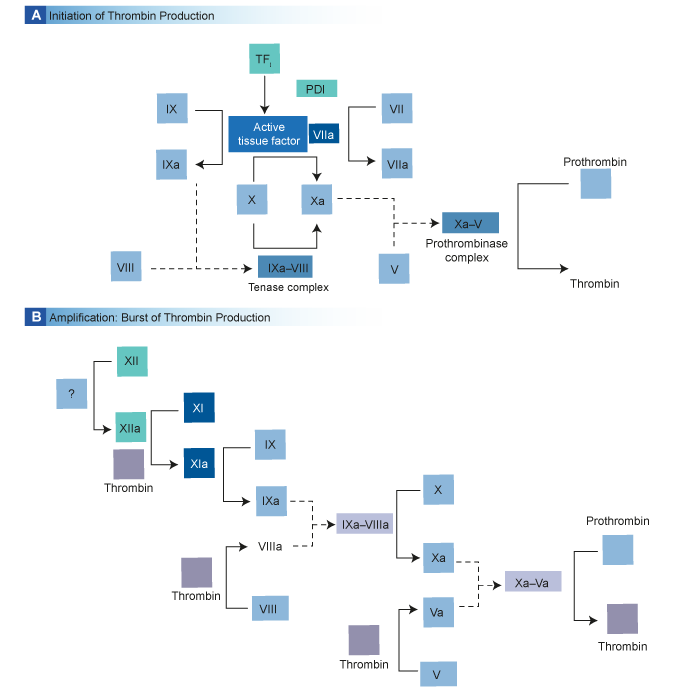 A Initiation of Thrombin Production
TFI
PDI
IX
Active
tissue factor
VIIa
VII
IXa
VIIa
X
Xa
Prothrombin
Xa–V
Prothrombinase
complex
VIII
IXa–VIII
Tenase complex
V
Thrombin
B Amplification: Burst of Thrombin Production
XII
?
XI
XIIa
Thrombin
XIa
IX
IXa
X
IXa–VIIIa
VIIIa
Xa
Prothrombin
Thrombin
VIII
Xa–Va
Va
Thrombin
Thrombin
V